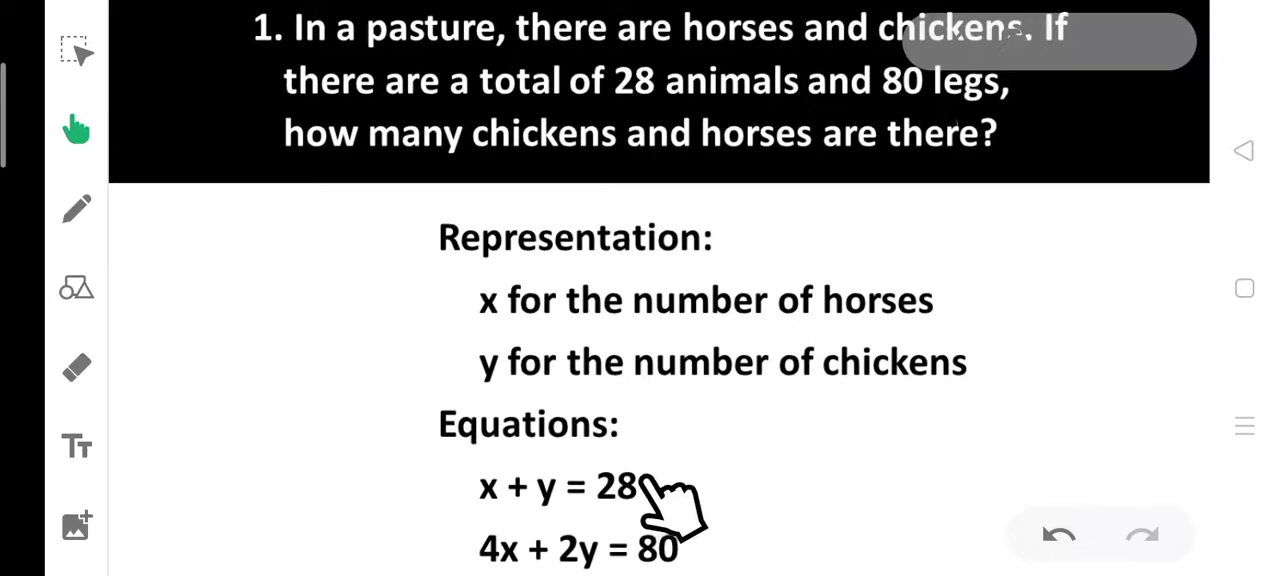 1. In a pasture, there are horses and chickens. If
there are a total of 28 animals and 80 legs,
how many chickens and horses are there?
Representation:
x for the number of horses
y for the number of chickens
Equations:
x + y = 28
4x + 2y = 80
TT